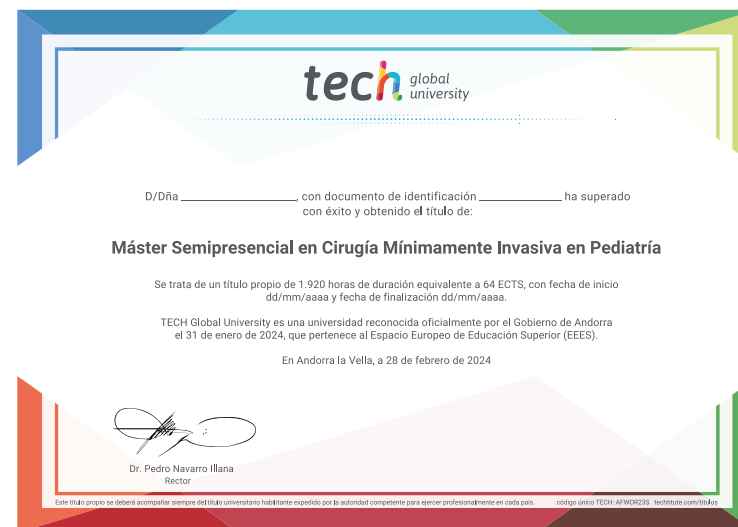 tech global university
D/Dña ____________, con documento de identificación ____________ ha superado
con éxito y obtenido el título de:
Máster Semipresencial en Cirugía Mínimamente Invasiva en Pediatría
Se trata de un título propio de 1.920 horas de duración equivalente a 64 ECTS, con fecha de inicio
dd/mm/aaaa y fecha de finalización dd/mm/aaaa.
TECH Global University es una universidad reconocida oficialmente por el Gobierno de Andorra
el 31 de enero de 2024, que pertenece al Espacio Europeo de Educación Superior (EEES).
En Andorra la Vella, a 28 de febrero de 2024
Dr. Pedro Navarro Illana
Rector
Este título propio se deberá acompañar siempre del título universitario habilitante expedido por la autoridad competente para ejercer profesionalmente en cada país. código único TECH: AFWOR23S techtitute.com/titulos